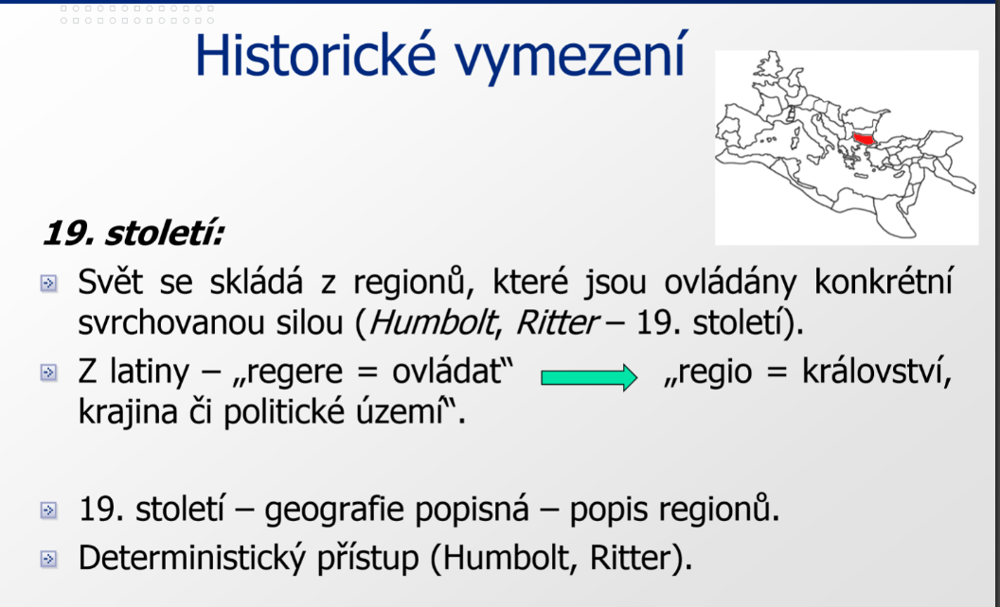 Historické vymezení
19. století:
Svět se skládá z regionů, které jsou ovládány konkrétní
svrchovanou silou (Humbolt, Ritter – 19. století).
Z latiny – „regere = ovládat“ „regio = království,
krajina či politické území“.
19. století – geografie popisná – popis regionů.
Deterministický přístup (Humbolt, Ritter).